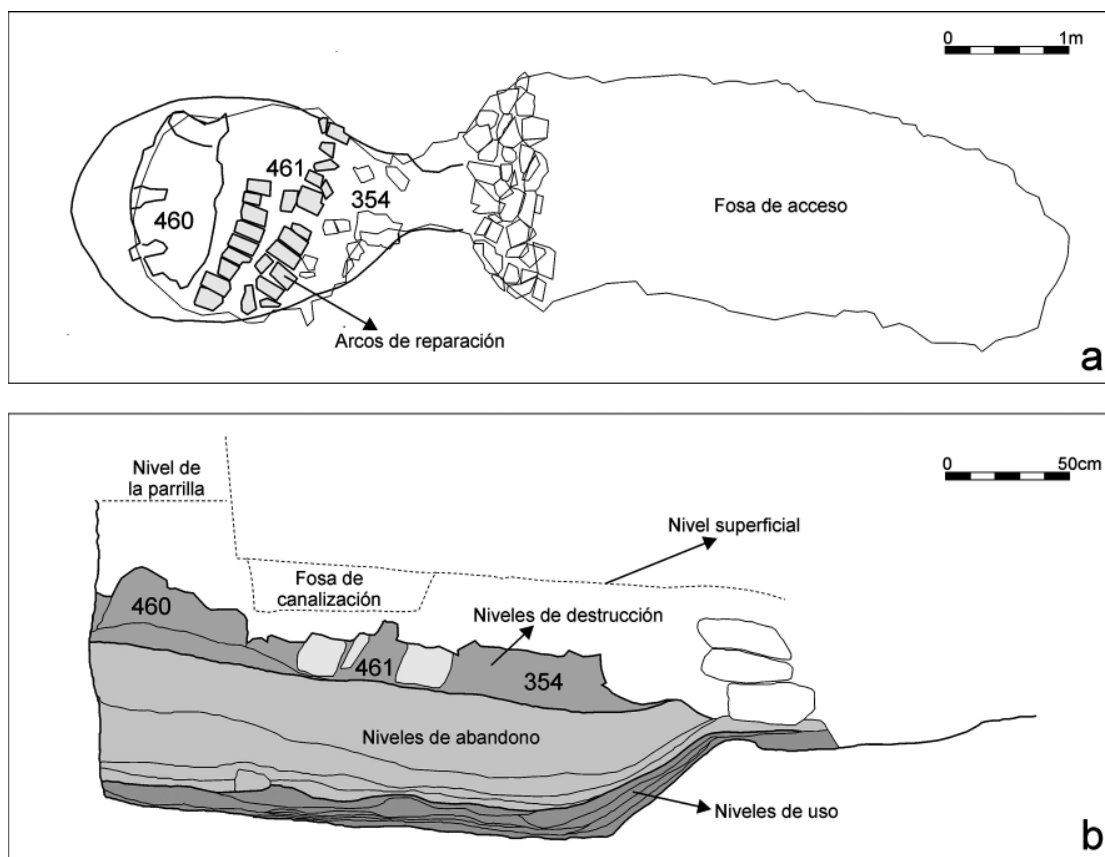 0 1m
461
354
460
Fosa de acceso
Arcos de reparación
a
Nivel de
la parrilla
0 50cm
Nivel superficial
Fosa de
canalización
460
Niveles de destrucción
461
354
Niveles de abandono
Niveles de uso
b